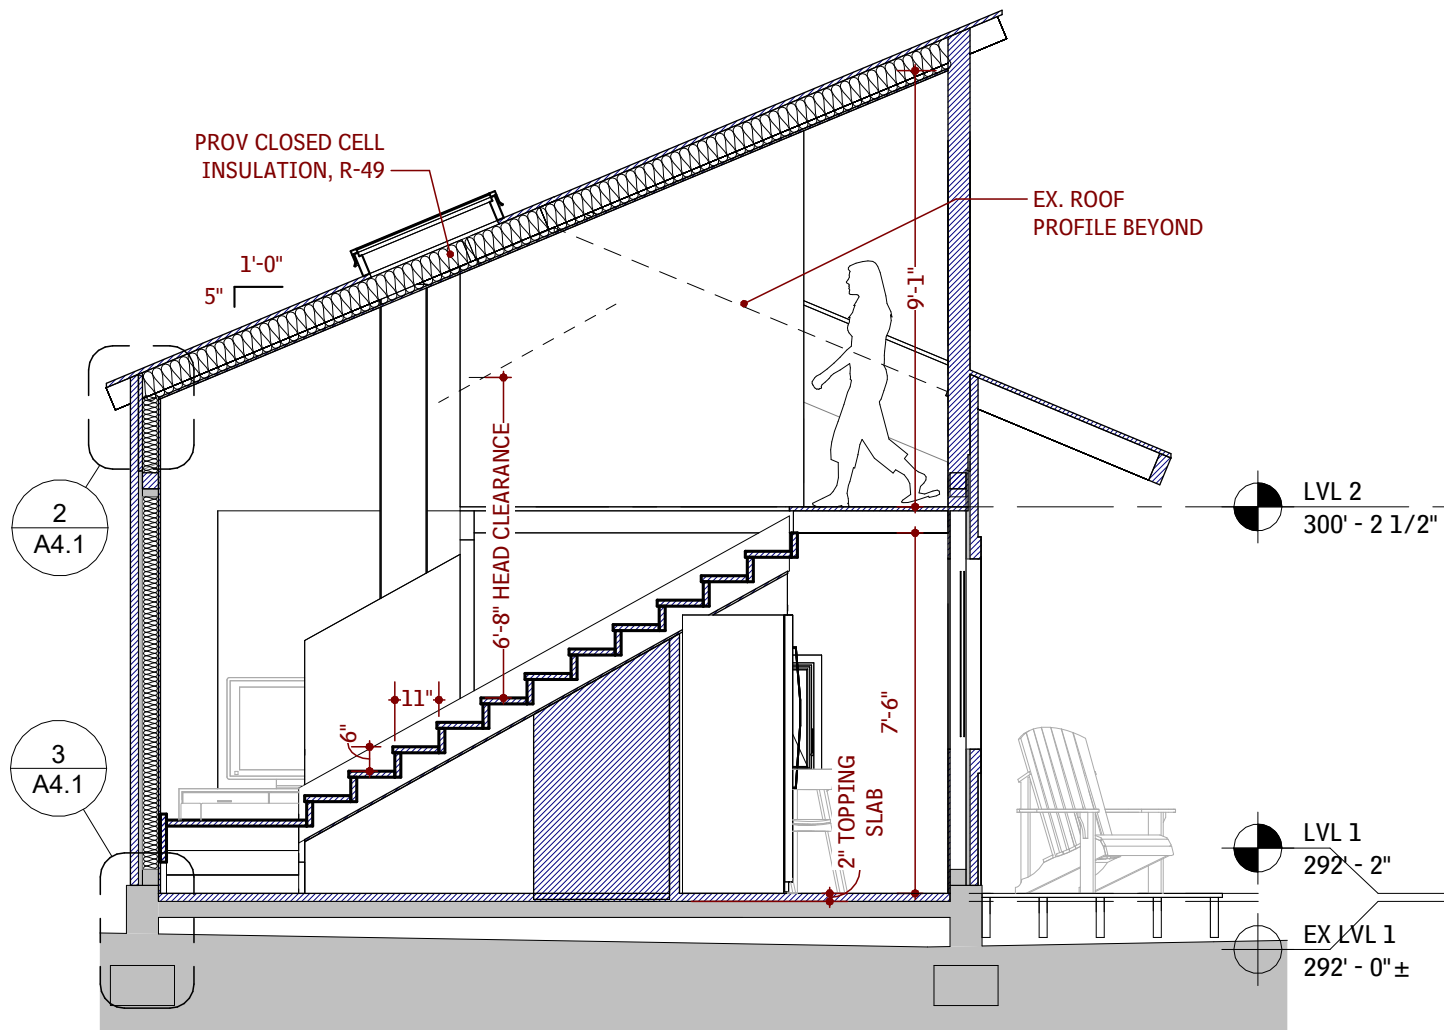 PROV CLOSED CELL
INSULATION, R-49
EX. ROOF
PROFILE BEYOND
1'-0"
5"
9'-1"
6'-8" HEAD CLEARANCE
2
A4.1
LVL 2
300' - 2 1/2"
11"
6"
7'-6"
2" TOPPING
SLAB
3
A4.1
LVL 1
292' - 2"
EX LVL 1
292' - 0" ±